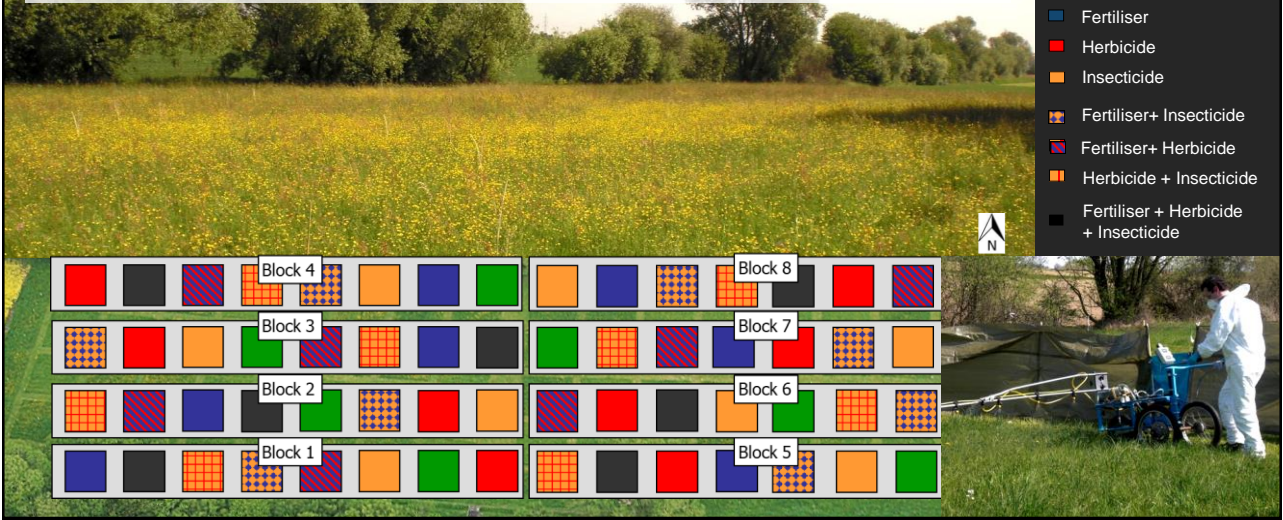 Fertiliser
Herbicide
Insecticide
Fertiliser+ Insecticide
Fertiliser+ Herbicide
Herbicide + Insecticide
Fertiliser + Herbicide
+ Insecticide
N
Block 4
Block 8
Block 3
Block 7
Block 2
Block 6
Block 1
Block 5